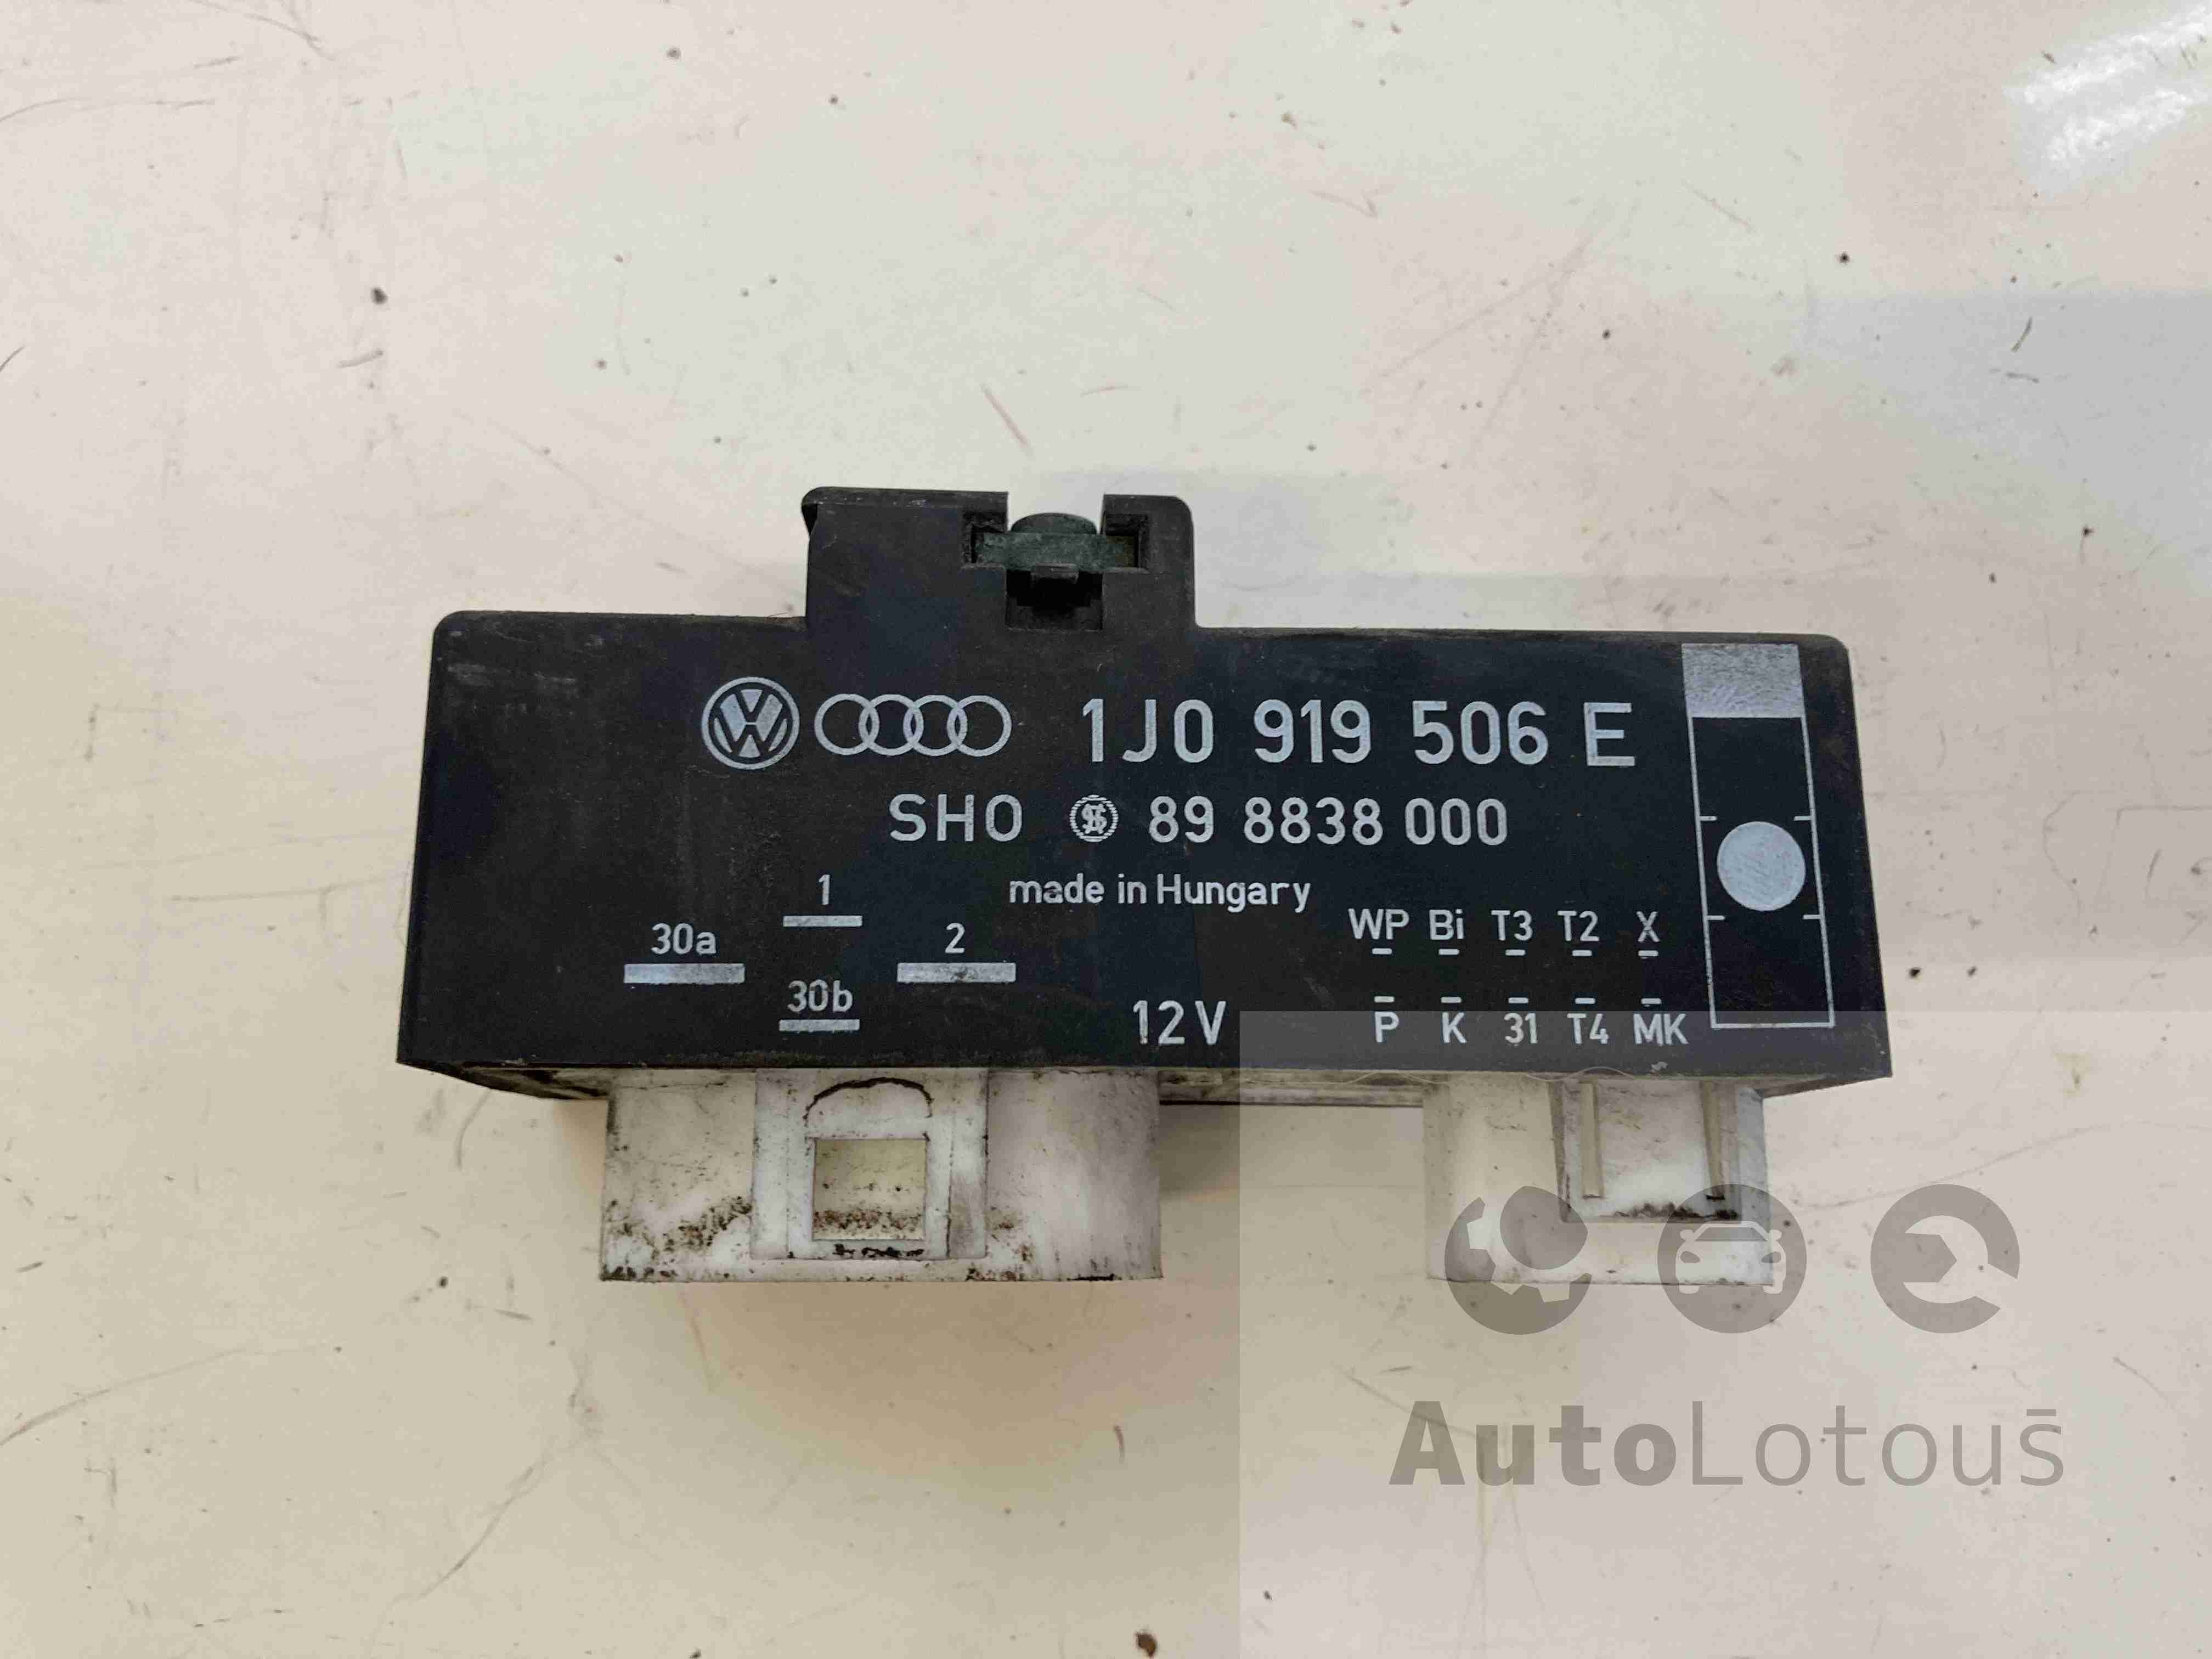 1J0 919 506 E
SHO 89 8838 000
made in Hungary
1
30a
2
30b
12V
WP Bi T3 T2 X
P K 31 T4 MK
AutoLotous̄